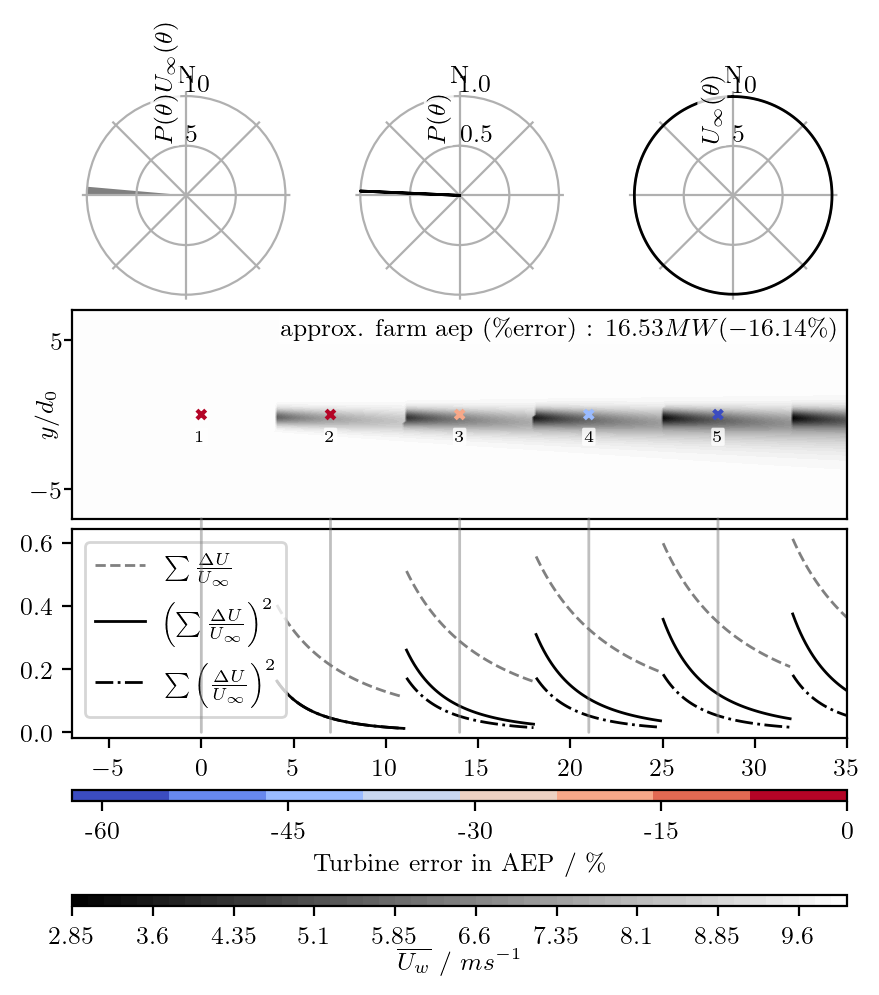 P(θ)U∞(θ)
N
10
5
P(θ)
N
1.0
0.5
U∞(θ)
N
10
5
approx. farm aep (%error) : 16.53MW(−16.14%)
y/d₀
5
−5
1 2 3 4 5
0.6
0.4
0.2
0.0
∑ ΔU/U∞
(∑ ΔU/U∞)²
∑ (ΔU/U∞)²
−5 0 5 10 15 20 25 30 35
-60 -45 -30 -15 0
Turbine error in AEP / %
2.85 3.6 4.35 5.1 5.85 6.6 7.35 8.1 8.85 9.6
U̅w̅ / ms⁻¹